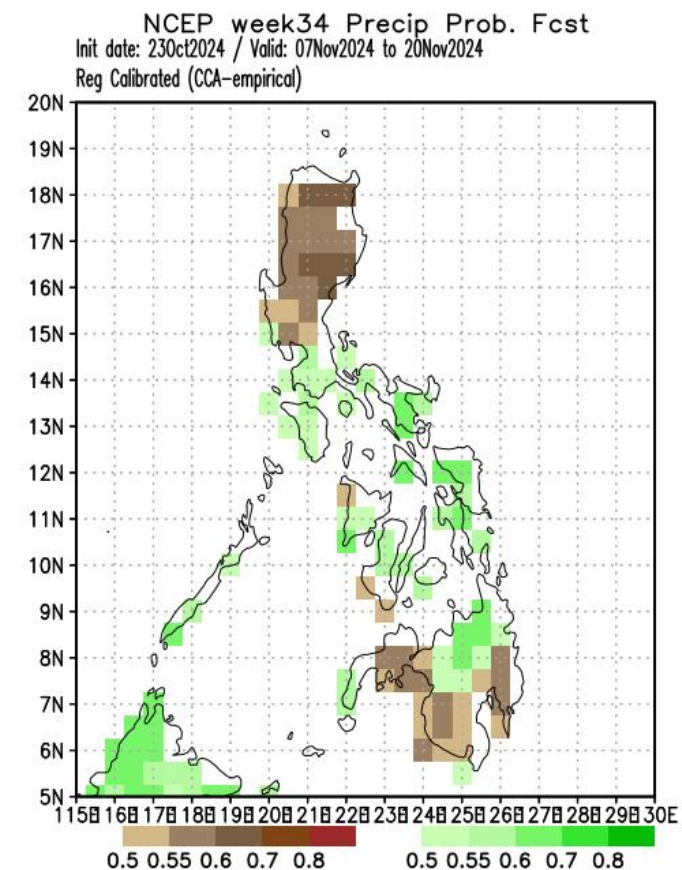 NCEP week34 Precip Prob. Fcst
Init date: 23Oct2024 / Valid: 07Nov2024 to 20Nov2024
Reg Calibrated (CCA-empirical)
20N
19N
18N
17N
16N
15N
14N
13N
12N
11N
10N
9N
8N
7N
6N
5N
115E 116E 117E 118E 119E 120E 121E 122E 123E 124E 125E 126E 127E 128E 129E 130E
0.5 0.55 0.6 0.7 0.8 0.5 0.55 0.6 0.7 0.8